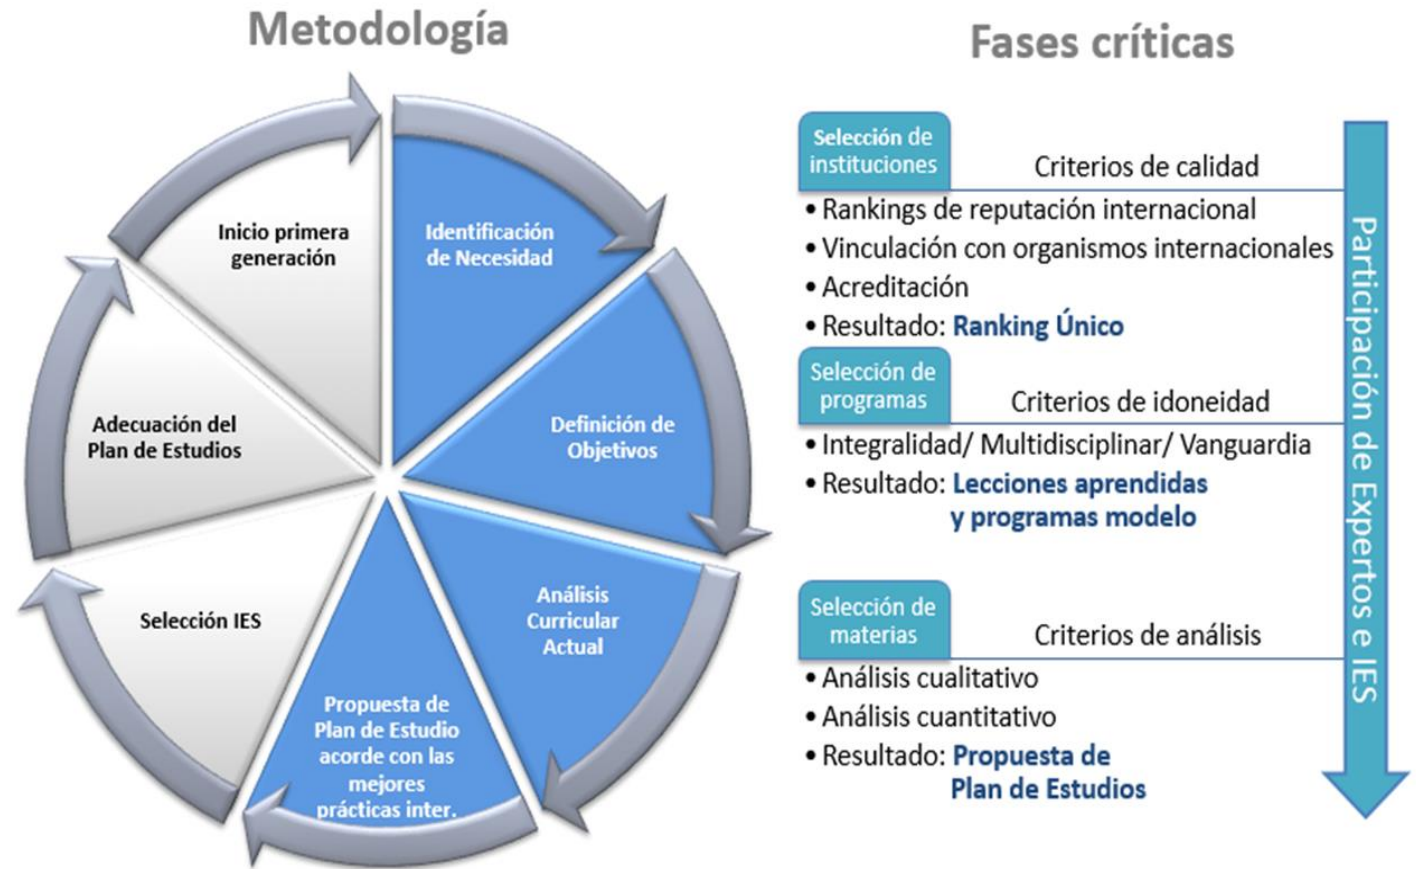 Metodología
Identificación
de Necesidad
Definición de
Objetivos
Análisis
Curricular
Actual
Propuesta de
Plan de Estudio
acorde con las
mejores
prácticas inter.
Selección IES
Adecuación del
Plan de Estudios
Inicio primera
generación
Fases críticas
Selección de
instituciones
Criterios de calidad
• Rankings de reputación internacional
• Vinculación con organismos internacionales
• Acreditación
• Resultado: Ranking Único
Selección de
programas
Criterios de idoneidad
• Integralidad/ Multidisciplinar/ Vanguardia
• Resultado: Lecciones aprendidas
y programas modelo
Selección de
materias
Criterios de análisis
• Análisis cualitativo
• Análisis cuantitativo
• Resultado: Propuesta de
Plan de Estudios
Participación de Expertos e IES